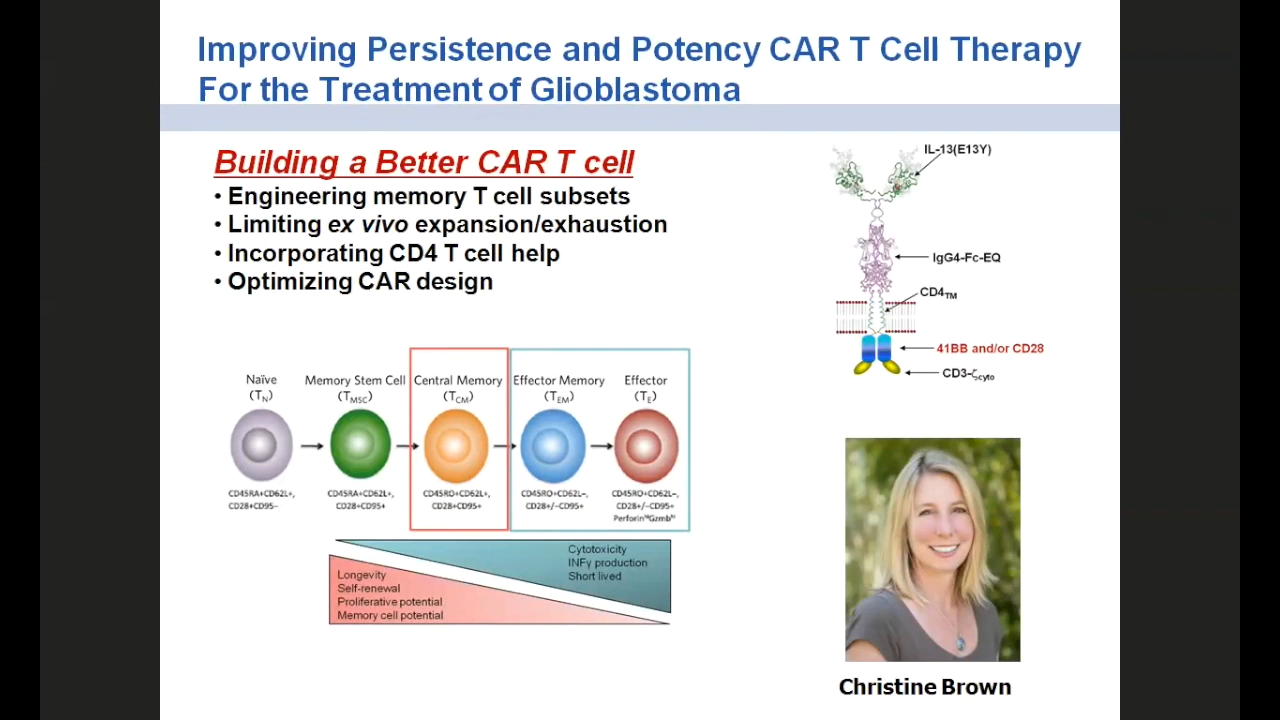 Improving Persistence and Potency CAR T Cell Therapy
For the Treatment of Glioblastoma
Building a Better CAR T cell
• Engineering memory T cell subsets
• Limiting ex vivo expansion/exhaustion
• Incorporating CD4 T cell help
• Optimizing CAR design
IL-13(E13Y)
IgG4-Fc-EQ
CD4TM
41BB and/or CD28
CD3-ζcyto
Naïve
(TN)
CD45RA+CD62L+,
CD28+CD95–
Memory Stem Cell
(TMSC)
CD45RA+CD62L+,
CD28+CD95+
Central Memory
(TCM)
CD45RO+CD62L+,
CD28+CD95+
Effector Memory
(TEM)
CD45RO+CD62L–,
CD28+/–CD95+
Effector
(TE)
CD45RO+CD62L–,
CD28+/–CD95+
PerforinhiGzmbhi
Cytotoxicity
INFγ production
Short lived
Longevity
Self-renewal
Proliferative potential
Memory cell potential
Christine Brown